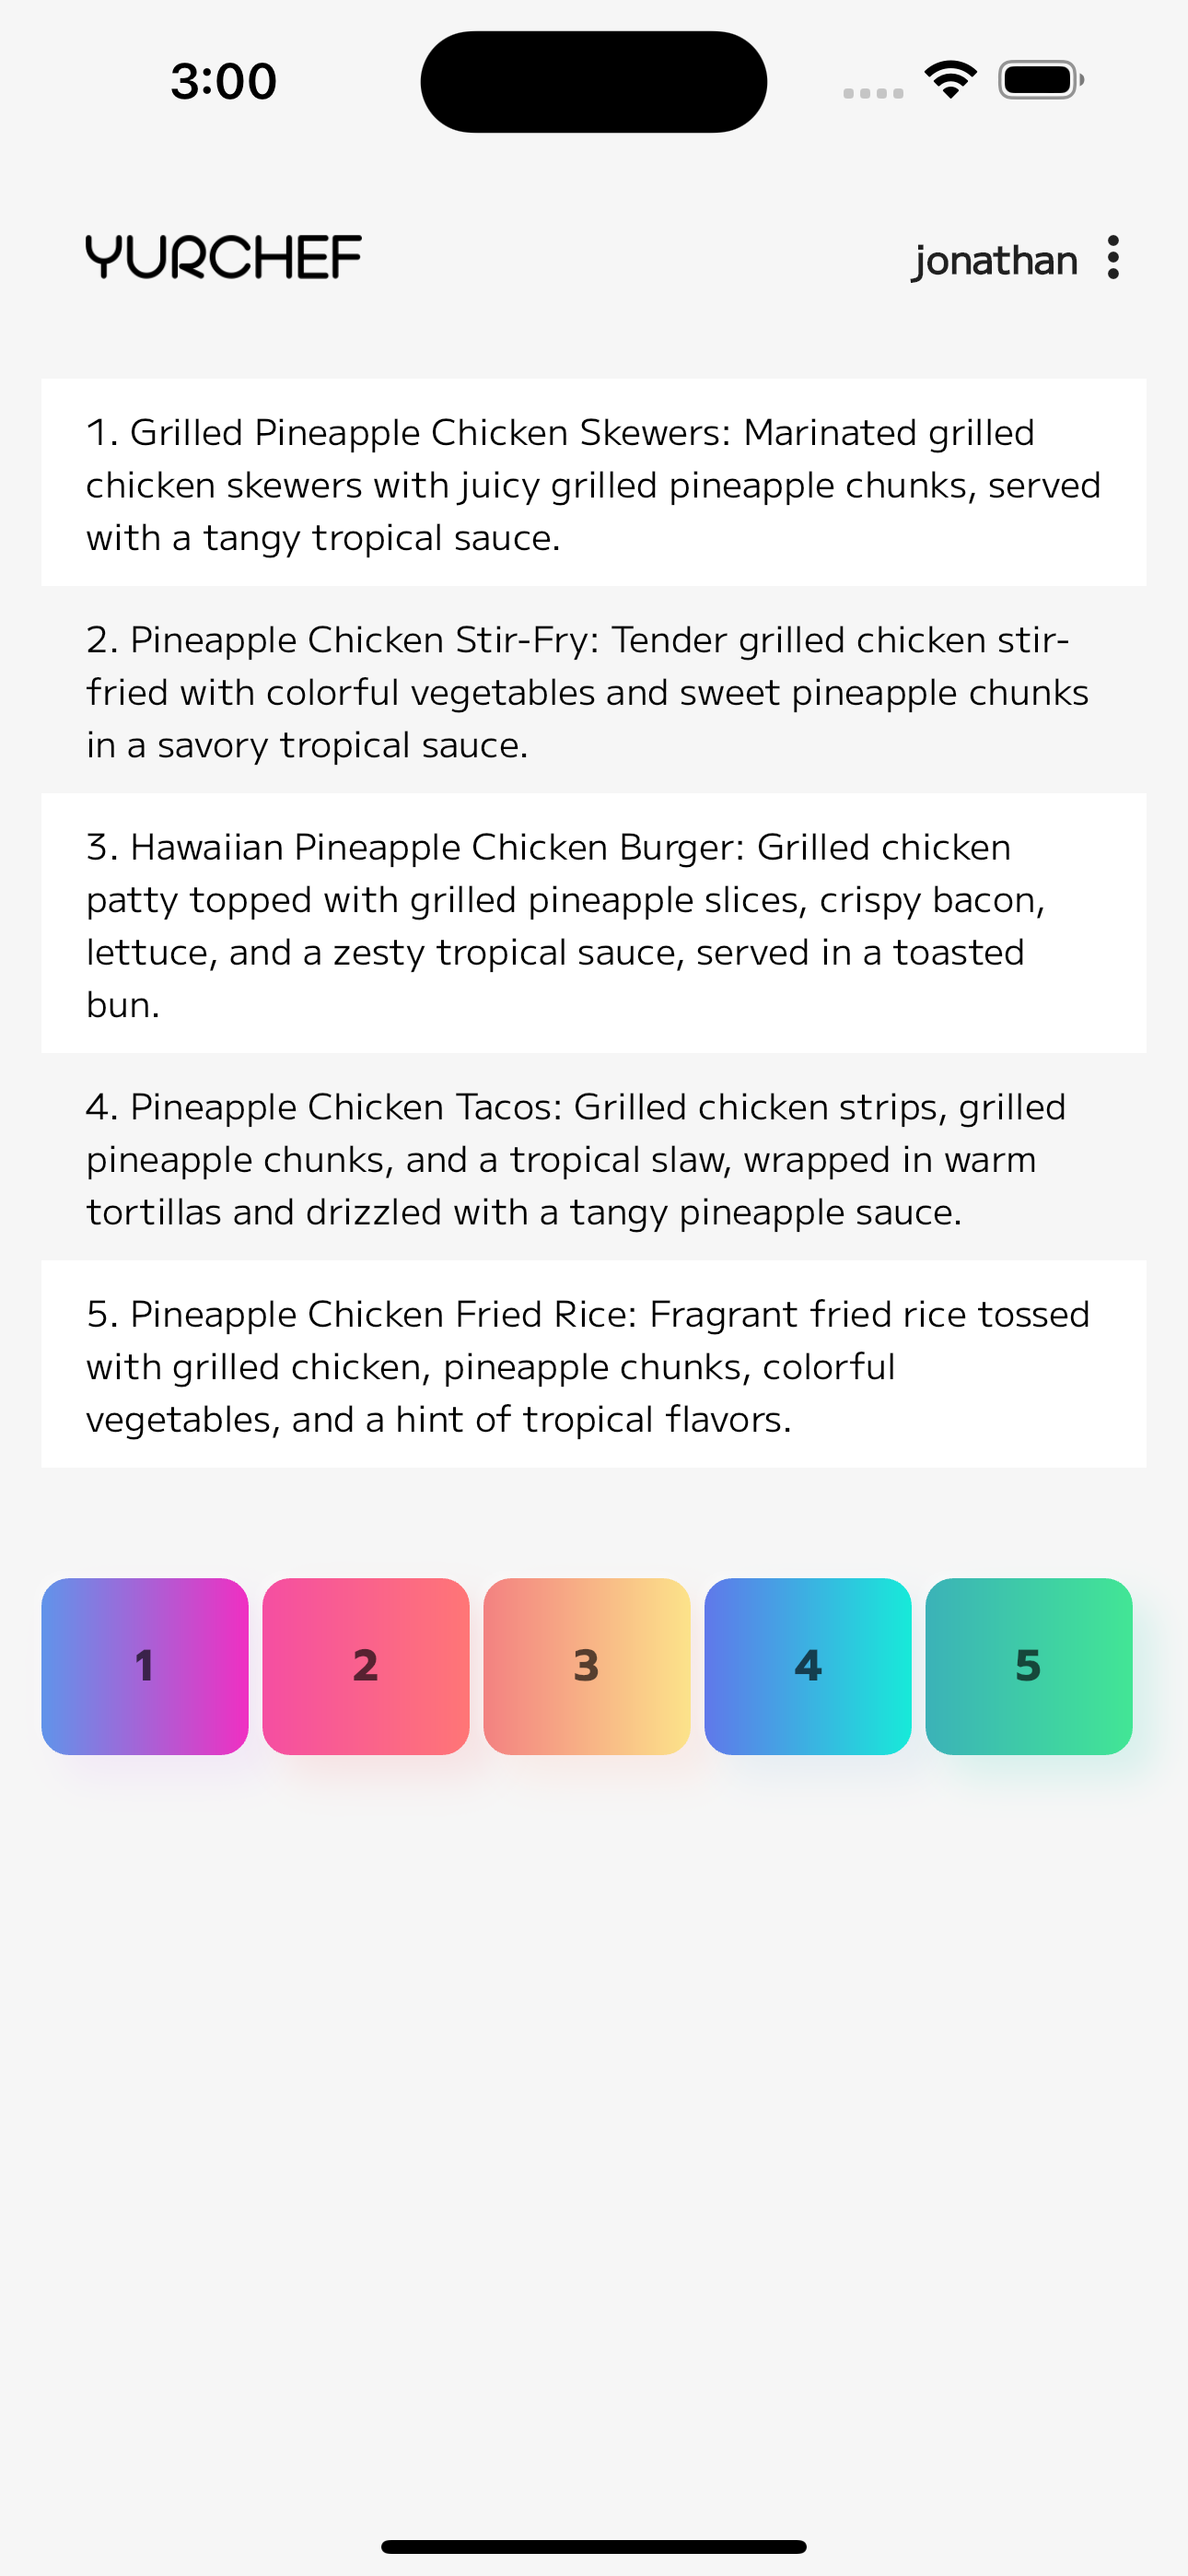 3:00
YURCHEF
jonathan
1. Grilled Pineapple Chicken Skewers: Marinated grilled
chicken skewers with juicy grilled pineapple chunks, served
with a tangy tropical sauce.
2. Pineapple Chicken Stir-Fry: Tender grilled chicken stir-
fried with colorful vegetables and sweet pineapple chunks
in a savory tropical sauce.
3. Hawaiian Pineapple Chicken Burger: Grilled chicken
patty topped with grilled pineapple slices, crispy bacon,
lettuce, and a zesty tropical sauce, served in a toasted
bun.
4. Pineapple Chicken Tacos: Grilled chicken strips, grilled
pineapple chunks, and a tropical slaw, wrapped in warm
tortillas and drizzled with a tangy pineapple sauce.
5. Pineapple Chicken Fried Rice: Fragrant fried rice tossed
with grilled chicken, pineapple chunks, colorful
vegetables, and a hint of tropical flavors.
1 2 3 4 5